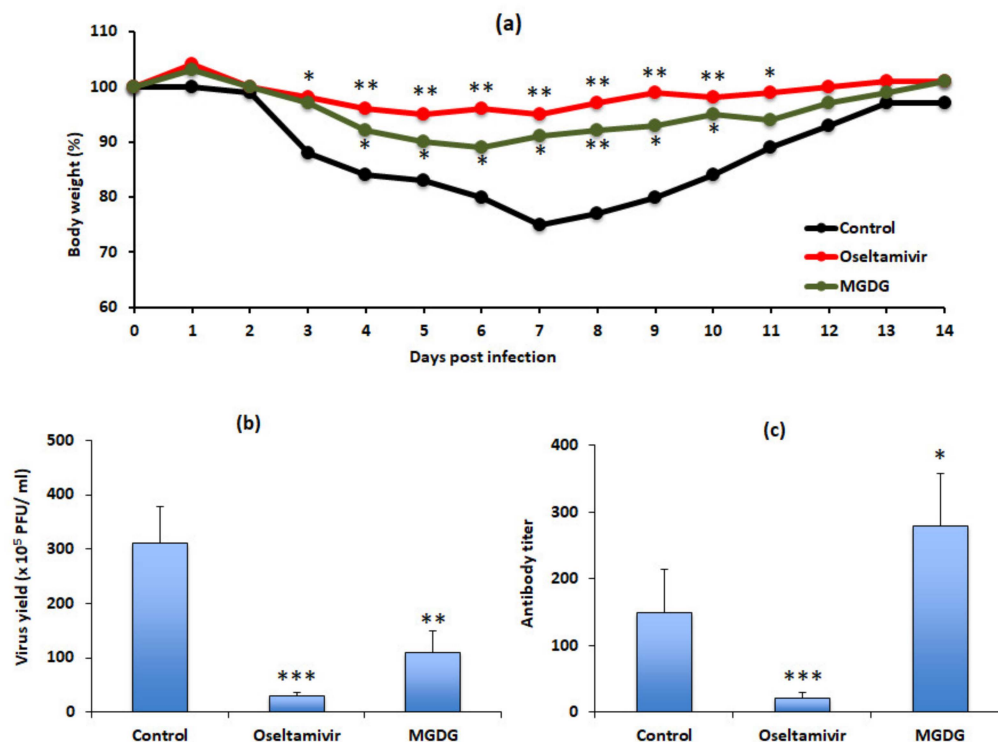 (a)
110
100
90
80
70
60
Body weight (%)
* ** ** ** ** ** ** ** *
* * * * ** * *
Control
Oseltamivir
MGDG
0 1 2 3 4 5 6 7 8 9 10 11 12 13 14
Days post infection
(b)
500
400
300
200
100
0
Virus yield (x 10⁵ PFU/ ml)
*** **
Control Oseltamivir MGDG
(c)
400
300
200
100
0
Antibody titer
*** *
Control Oseltamivir MGDG